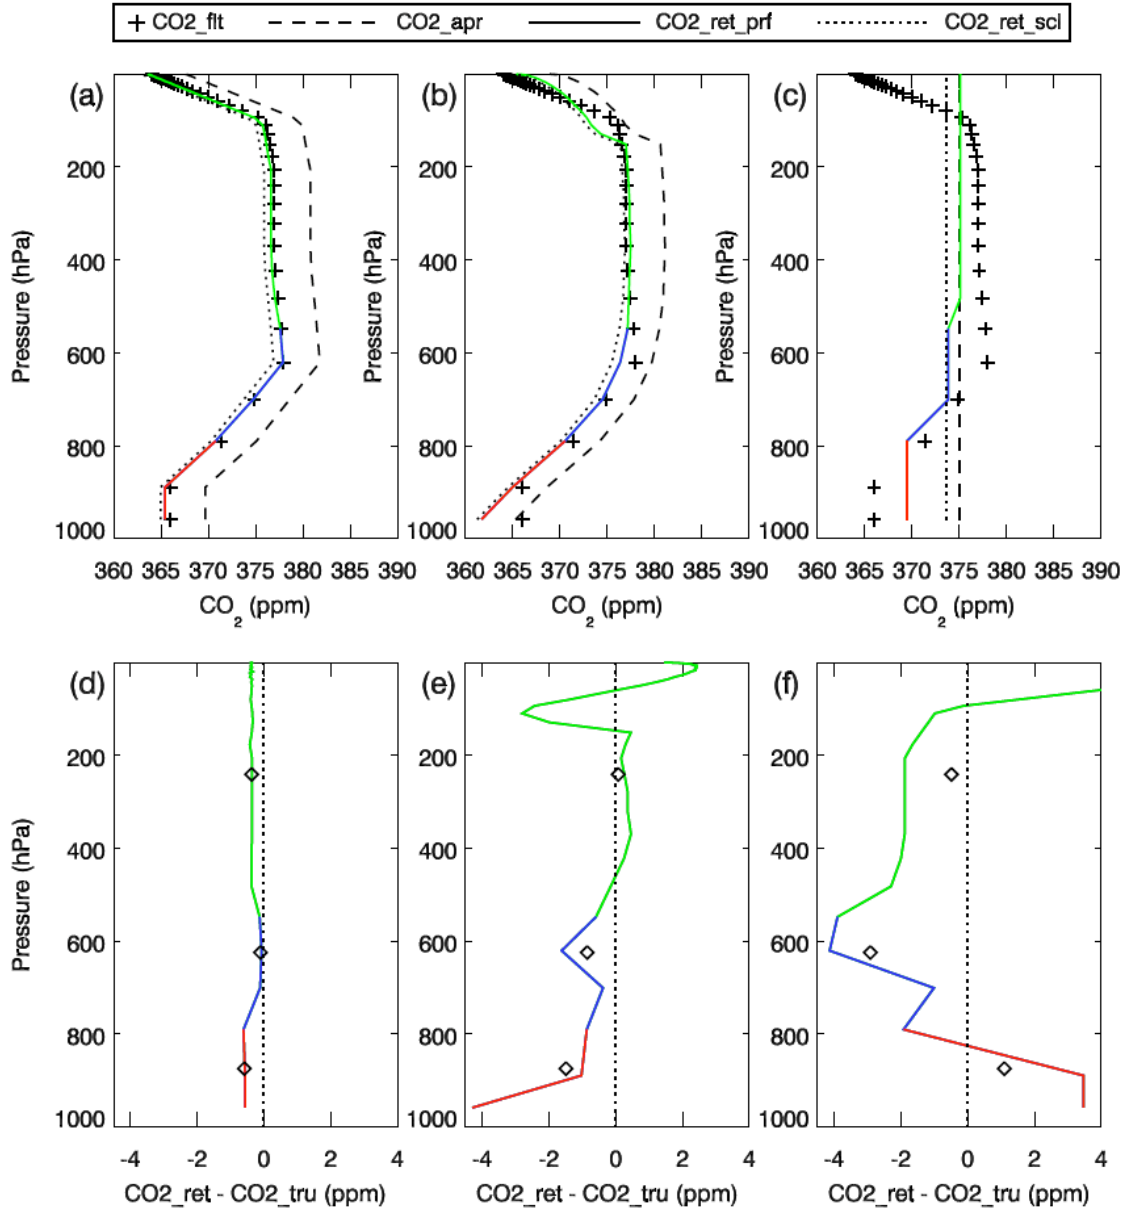 CO2_flt CO2_apr CO2_ret_prf CO2_ret_scl
(a) (b) (c)
200 200 200
400 400 400
600 600 600
800 800 800
1000 1000 1000
Pressure (hPa) Pressure (hPa) Pressure (hPa)
360 365 370 375 380 385 390 360 365 370 375 380 385 390 360 365 370 375 380 385 390
CO2 (ppm) CO2 (ppm) CO2 (ppm)
(d) (e) (f)
200 200 200
400 400 400
600 600 600
800 800 800
1000 1000 1000
Pressure (hPa)
-4 -2 0 2 4 -4 -2 0 2 4 -4 -2 0 2 4
CO2_ret - CO2_tru (ppm) CO2_ret - CO2_tru (ppm) CO2_ret - CO2_tru (ppm)